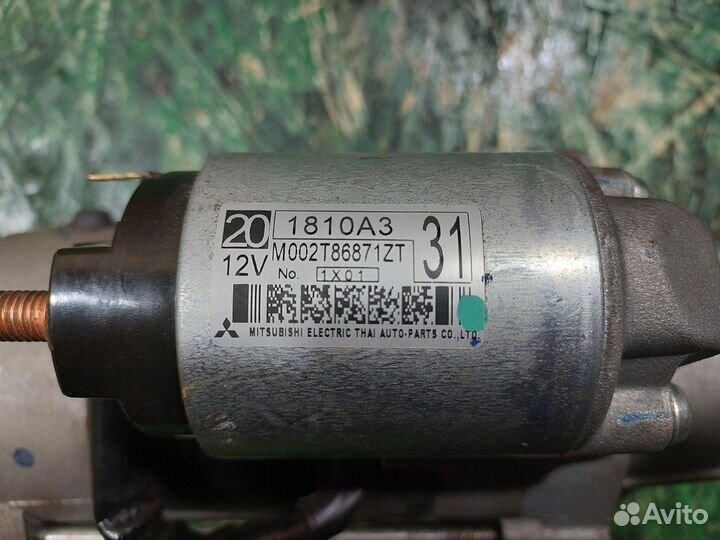 20 1810A3 31
12V M002T86871ZT
No. 1X01
MITSUBISHI ELECTRIC THAI AUTO-PARTS CO.,LTD.
Avito